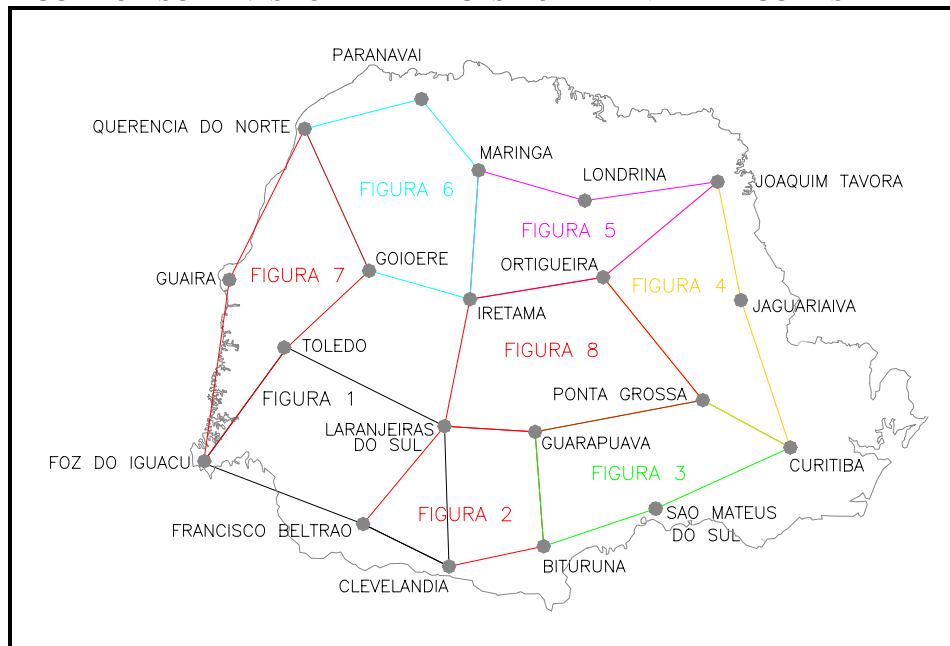 PARANAVAI
QUERENCIA DO NORTE
MARINGA
LONDRINA
JOAQUIM TAVORA
FIGURA 6
FIGURA 5
GOIOERE
ORTIGUEIRA
GUAIRA
FIGURA 7
FIGURA 4
IRETAMA
JAGUARIAIVA
TOLEDO
FIGURA 8
FIGURA 1
PONTA GROSSA
LARANJEIRAS
DO SUL
GUARAPUAVA
FOZ DO IGUACU
CURITIBA
FIGURA 3
FIGURA 2
FRANCISCO BELTRAO
SAO MATEUS
DO SUL
BITURUNA
CLEVELANDIA